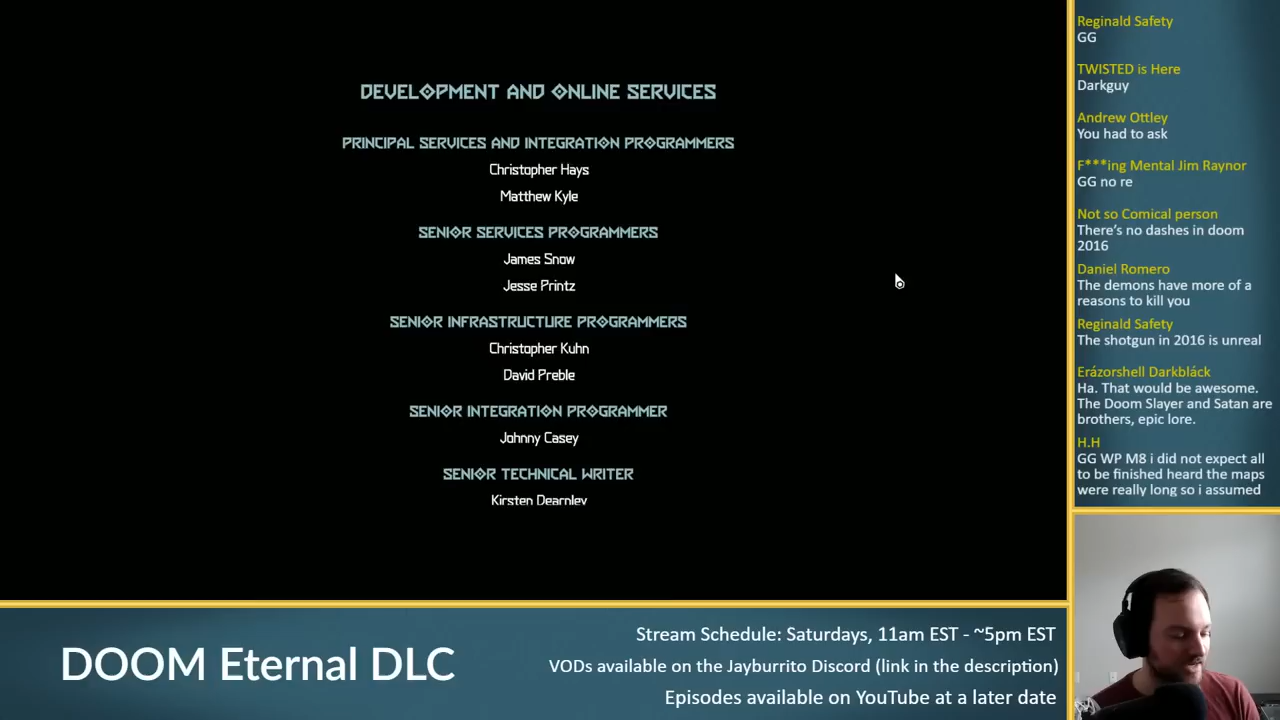 DEVELOPMENT AND ONLINE SERVICES
PRINCIPAL SERVICES AND INTEGRATION PROGRAMMERS
Christopher Hays
Matthew Kyle
SENIOR SERVICES PROGRAMMERS
James Snow
Jesse Printz
SENIOR INFRASTRUCTURE PROGRAMMERS
Christopher Kuhn
David Preble
SENIOR INTEGRATION PROGRAMMER
Johnny Casey
SENIOR TECHNICAL WRITER
Kirsten Dearnley
Reginald Safety
GG
TWISTED is Here
Darkguy
Andrew Ottley
You had to ask
F***ing Mental Jim Raynor
GG no re
Not so Comical person
There's no dashes in doom
2016
Daniel Romero
The demons have more of a
reasons to kill you
Reginald Safety
The shotgun in 2016 is unreal
Erázorshell Darkbláck
Ha. That would be awesome.
The Doom Slayer and Satan are
brothers, epic lore.
H.H
GG WP M8 i did not expect all
to be finished heard the maps
were really long so i assumed
DOOM Eternal DLC
Stream Schedule: Saturdays, 11am EST - ~5pm EST
VODs available on the Jayburrito Discord (link in the description)
Episodes available on YouTube at a later date